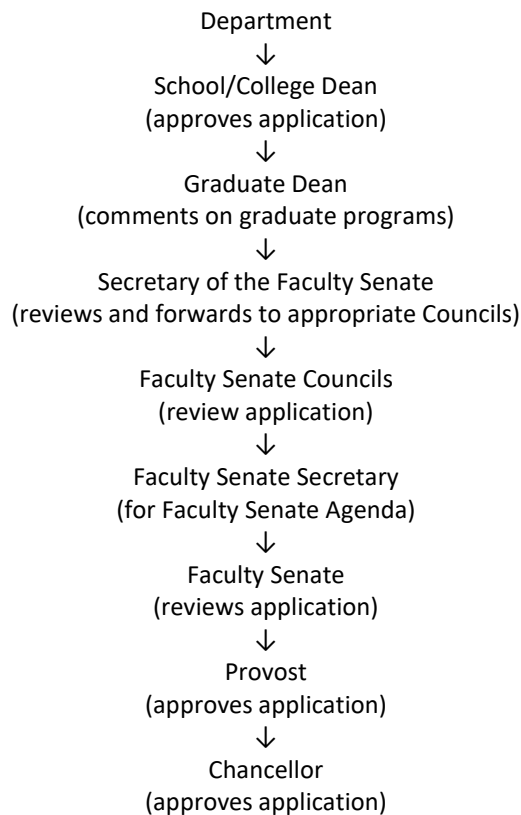 Department
↓
School/College Dean
(approves application)
↓
Graduate Dean
(comments on graduate programs)
↓
Secretary of the Faculty Senate
(reviews and forwards to appropriate Councils)
↓
Faculty Senate Councils
(review application)
↓
Faculty Senate Secretary
(for Faculty Senate Agenda)
↓
Faculty Senate
(reviews application)
↓
Provost
(approves application)
↓
Chancellor
(approves application)